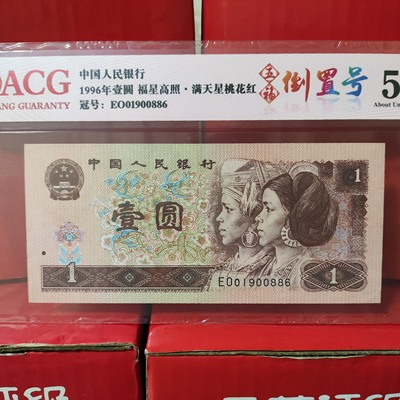 DACG
ANG GUARANTY
中国人民银行
1996年壹圆 福星高照·满天星桃花红
冠号: EO01900886
五福
倒置号
5
About Un
中国人民银行
1
壹圆
1
1
EO01900886